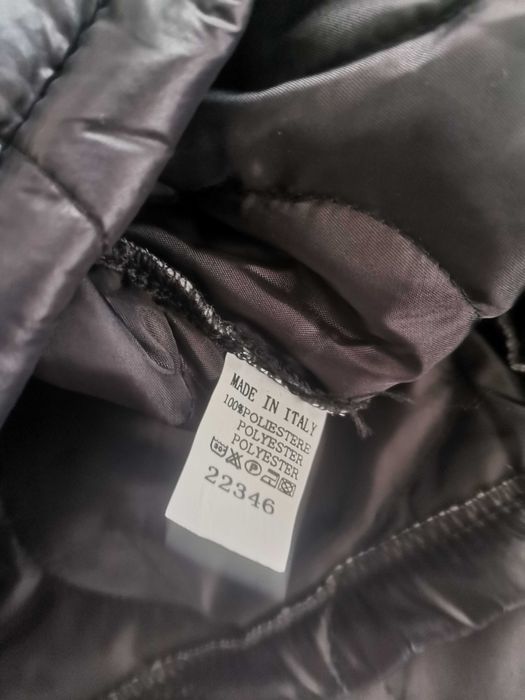 MADE IN ITALY
100%POLIESTERE
POLYESTER
POLYESTER
22346